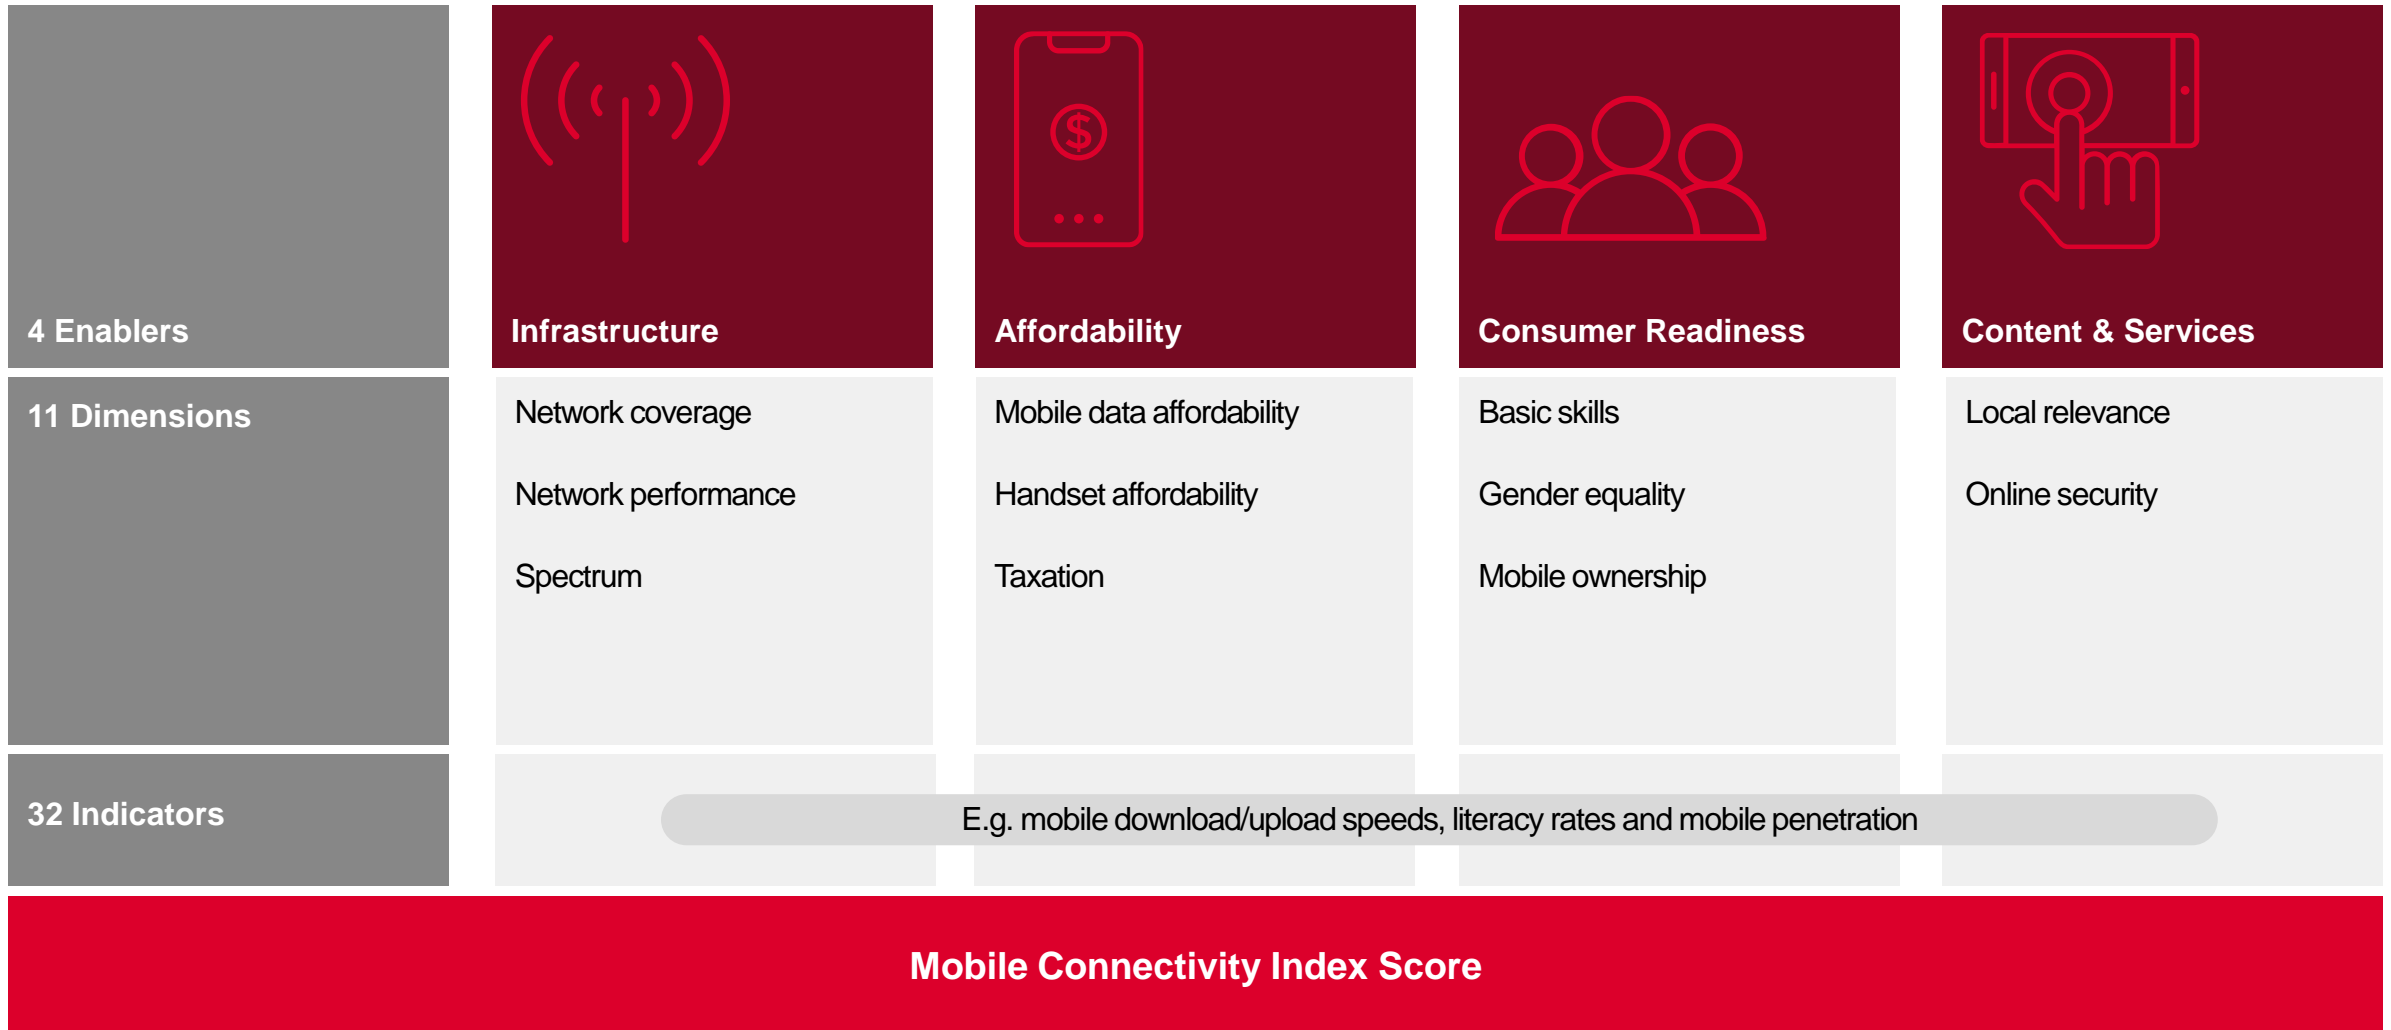 4 Enablers
Infrastructure
$
Affordability
Consumer Readiness
Content & Services
11 Dimensions
Network coverage
Mobile data affordability
Basic skills
Local relevance
Network performance
Handset affordability
Gender equality
Online security
Spectrum
Taxation
Mobile ownership
32 Indicators
E.g. mobile download/upload speeds, literacy rates and mobile penetration
Mobile Connectivity Index Score